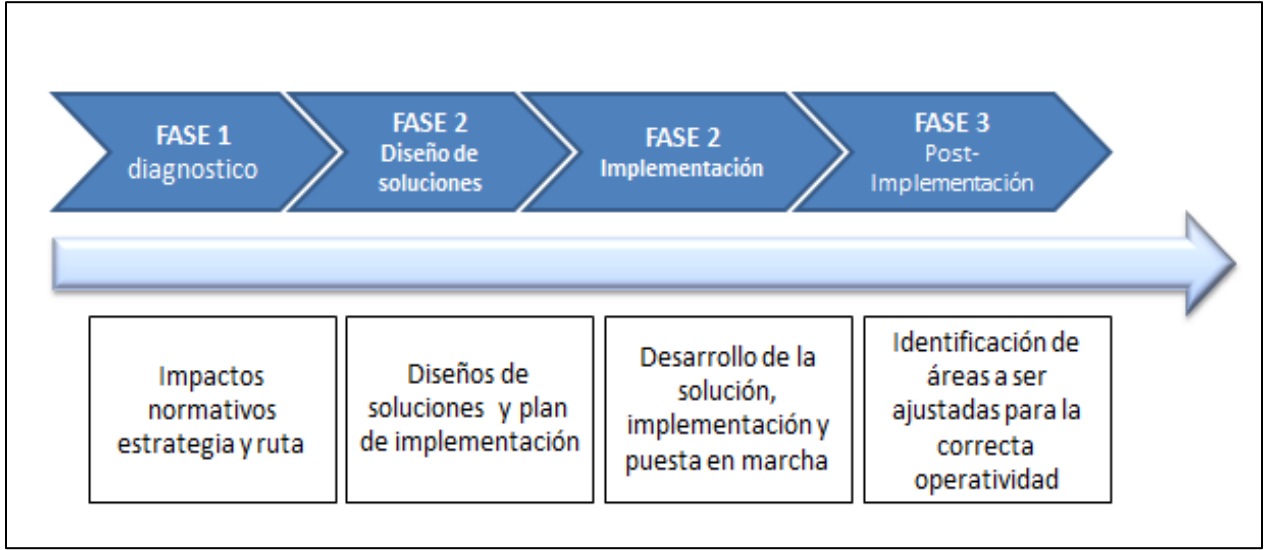 FASE 1
diagnostico
FASE 2
Diseño de
soluciones
FASE 2
Implementación
FASE 3
Post-
Implementación
Impactos
normativos
estrategia y ruta
Diseños de
soluciones y plan
de implementación
Desarrollo de la
solución,
implementación y
puesta en marcha
Identificación de
áreas a ser
ajustadas para la
correcta
operatividad